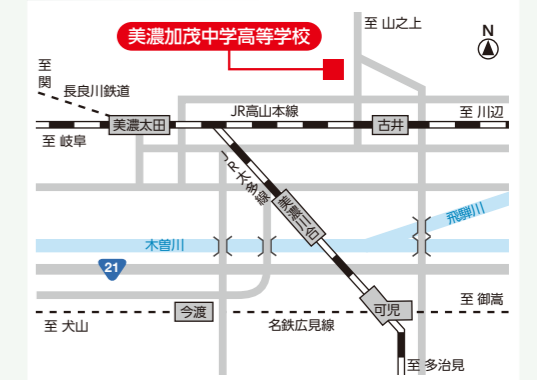 至 山之上
N
美濃加茂中学高等学校
至
関
長良川鉄道
JR高山本線
至 川辺
美濃太田
古井
至 岐阜
JR太多線
美濃川合
飛騨川
木曽川
21
至 御嵩
今渡
可児
至 犬山
名鉄広見線
至 多治見